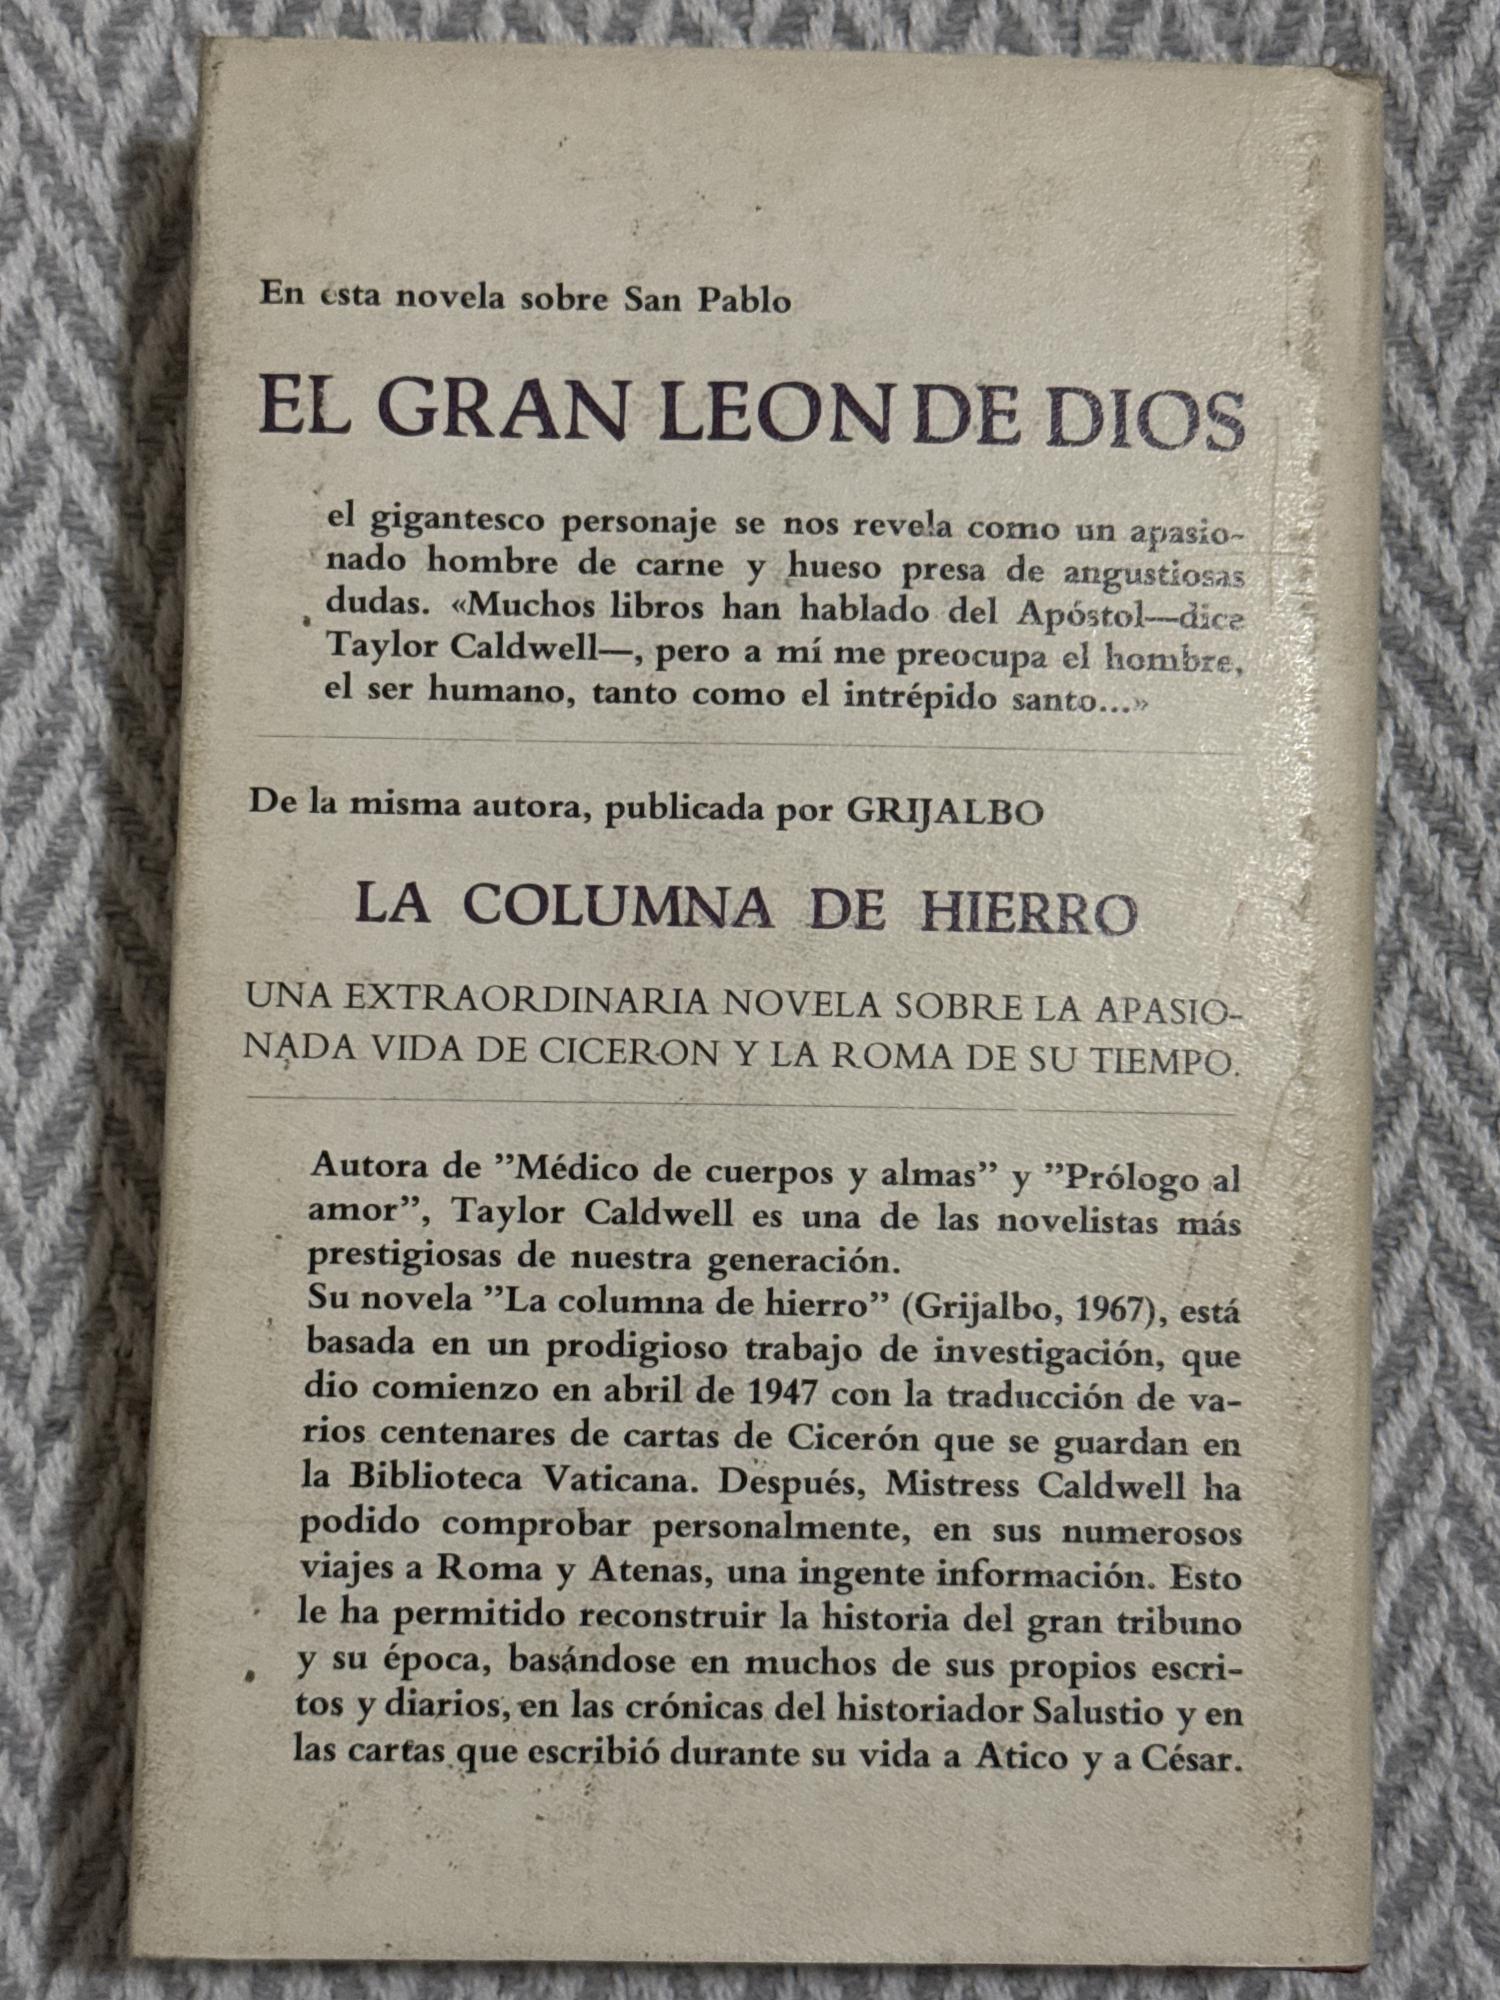 En esta novela sobre San Pablo
EL GRAN LEON DE DIOS
el gigantesco personaje se nos revela como un apasio-
nado hombre de carne y hueso presa de angustiosas
dudas. «Muchos libros han hablado del Apóstol—dice
Taylor Caldwell—, pero a mí me preocupa el hombre,
el ser humano, tanto como el intrépido santo...»
De la misma autora, publicada por GRIJALBO
LA COLUMNA DE HIERRO
UNA EXTRAORDINARIA NOVELA SOBRE LA APASIO-
NADA VIDA DE CICERON Y LA ROMA DE SU TIEMPO.
Autora de ”Médico de cuerpos y almas” y ”Prólogo al
amor”, Taylor Caldwell es una de las novelistas más
prestigiosas de nuestra generación.
Su novela ”La columna de hierro” (Grijalbo, 1967), está
basada en un prodigioso trabajo de investigación, que
dio comienzo en abril de 1947 con la traducción de va-
rios centenares de cartas de Cicerón que se guardan en
la Biblioteca Vaticana. Después, Mistress Caldwell ha
podido comprobar personalmente, en sus numerosos
viajes a Roma y Atenas, una ingente información. Esto
le ha permitido reconstruir la historia del gran tribuno
y su época, basándose en muchos de sus propios escri-
tos y diarios, en las crónicas del historiador Salustio y en
las cartas que escribió durante su vida a Atico y a César.